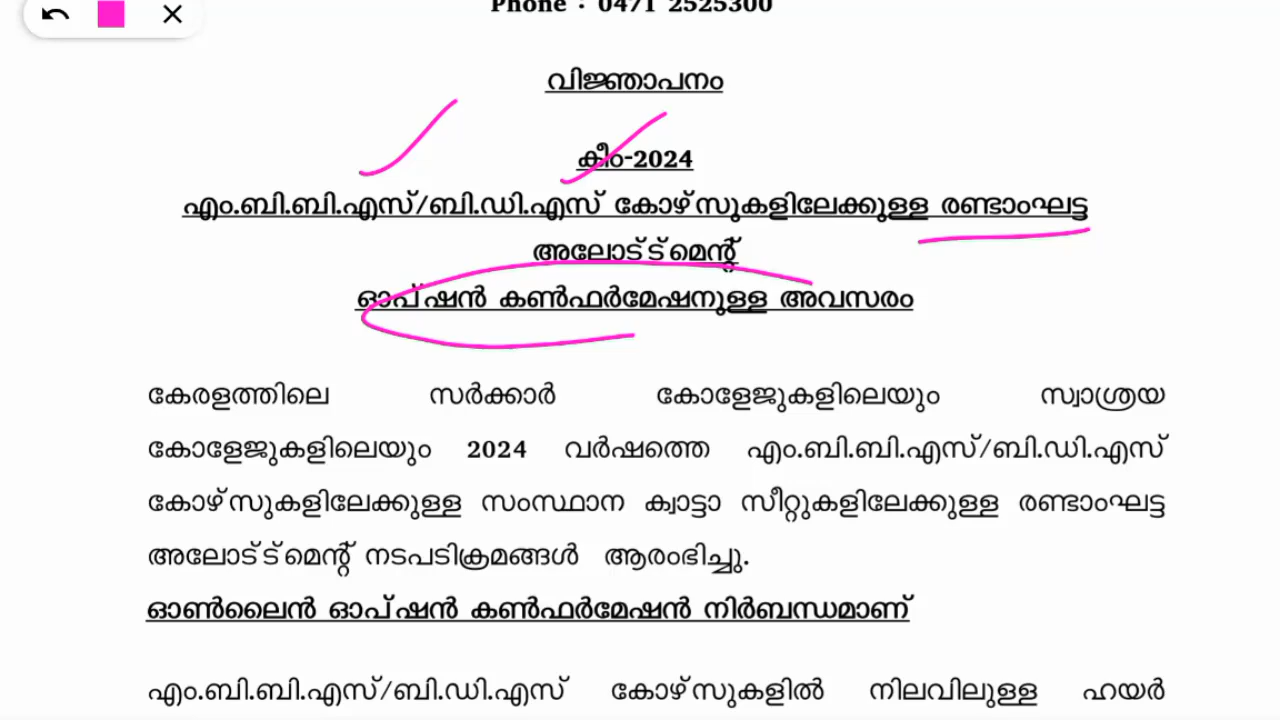 Phone : 0471 2525300
വിജ്ഞാപനം
കീം-2024
എം.ബി.ബി.എസ്/ബി.ഡി.എസ് കോഴ്സുകളിലേക്കുള്ള രണ്ടാംഘട്ട
അലോട്ട്മെന്റ്
ഓപ്ഷൻ കൺഫർമേഷനുള്ള അവസരം
കേരളത്തിലെ സർക്കാർ കോളേജുകളിലെയും സ്വാശ്രയ
കോളേജുകളിലെയും 2024 വർഷത്തെ എം.ബി.ബി.എസ്/ബി.ഡി.എസ്
കോഴ്സുകളിലേക്കുള്ള സംസ്ഥാന ക്വാട്ടാ സീറ്റുകളിലേക്കുള്ള രണ്ടാംഘട്ട
അലോട്ട്മെന്റ് നടപടിക്രമങ്ങൾ ആരംഭിച്ചു.
ഓൺലൈൻ ഓപ്ഷൻ കൺഫർമേഷൻ നിർബന്ധമാണ്
എം.ബി.ബി.എസ്/ബി.ഡി.എസ് കോഴ്സുകളിൽ നിലവിലുള്ള ഹയർ